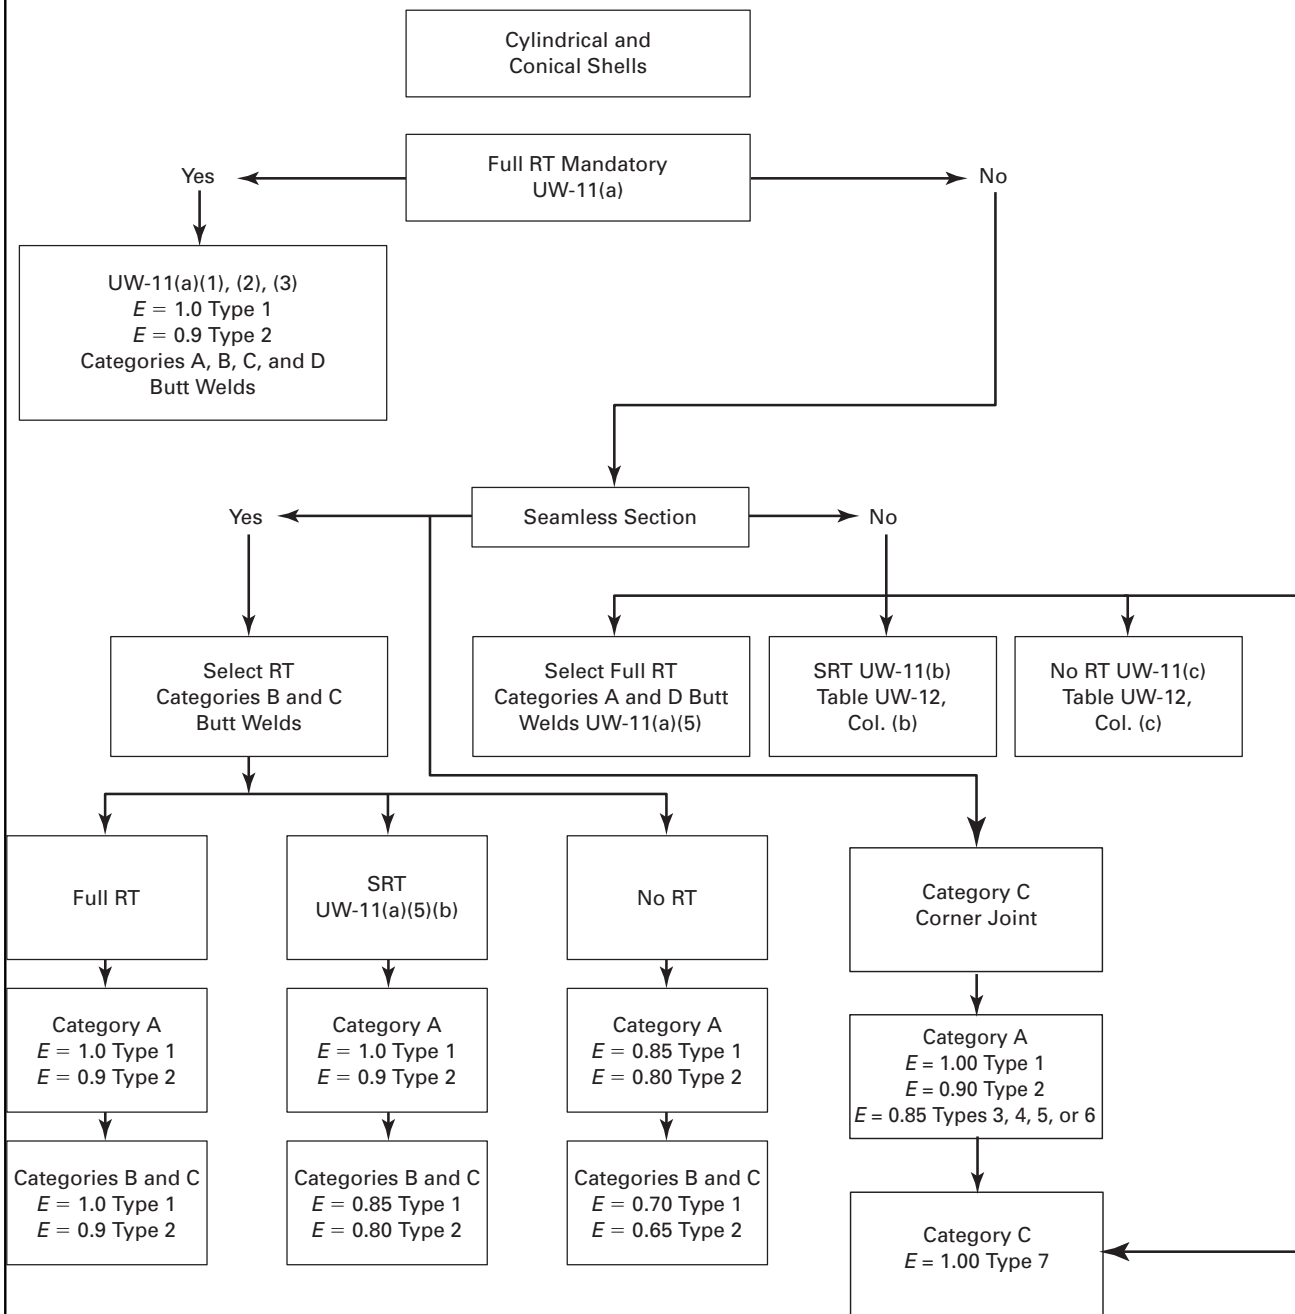 Cylindrical and
Conical Shells
Full RT Mandatory
UW-11(a)
Yes
No
UW-11(a)(1), (2), (3)
E = 1.0 Type 1
E = 0.9 Type 2
Categories A, B, C, and D
Butt Welds
Yes
Seamless Section
No
Select RT
Categories B and C
Butt Welds
Select Full RT
Categories A and D Butt
Welds UW-11(a)(5)
SRT UW-11(b)
Table UW-12,
Col. (b)
No RT UW-11(c)
Table UW-12,
Col. (c)
Full RT
SRT
UW-11(a)(5)(b)
No RT
Category C
Corner Joint
Category A
E = 1.0 Type 1
E = 0.9 Type 2
Category A
E = 1.0 Type 1
E = 0.9 Type 2
Category A
E = 0.85 Type 1
E = 0.80 Type 2
Category A
E = 1.00 Type 1
E = 0.90 Type 2
E = 0.85 Types 3, 4, 5, or 6
Categories B and C
E = 1.0 Type 1
E = 0.9 Type 2
Categories B and C
E = 0.85 Type 1
E = 0.80 Type 2
Categories B and C
E = 0.70 Type 1
E = 0.65 Type 2
Category C
E = 1.00 Type 7